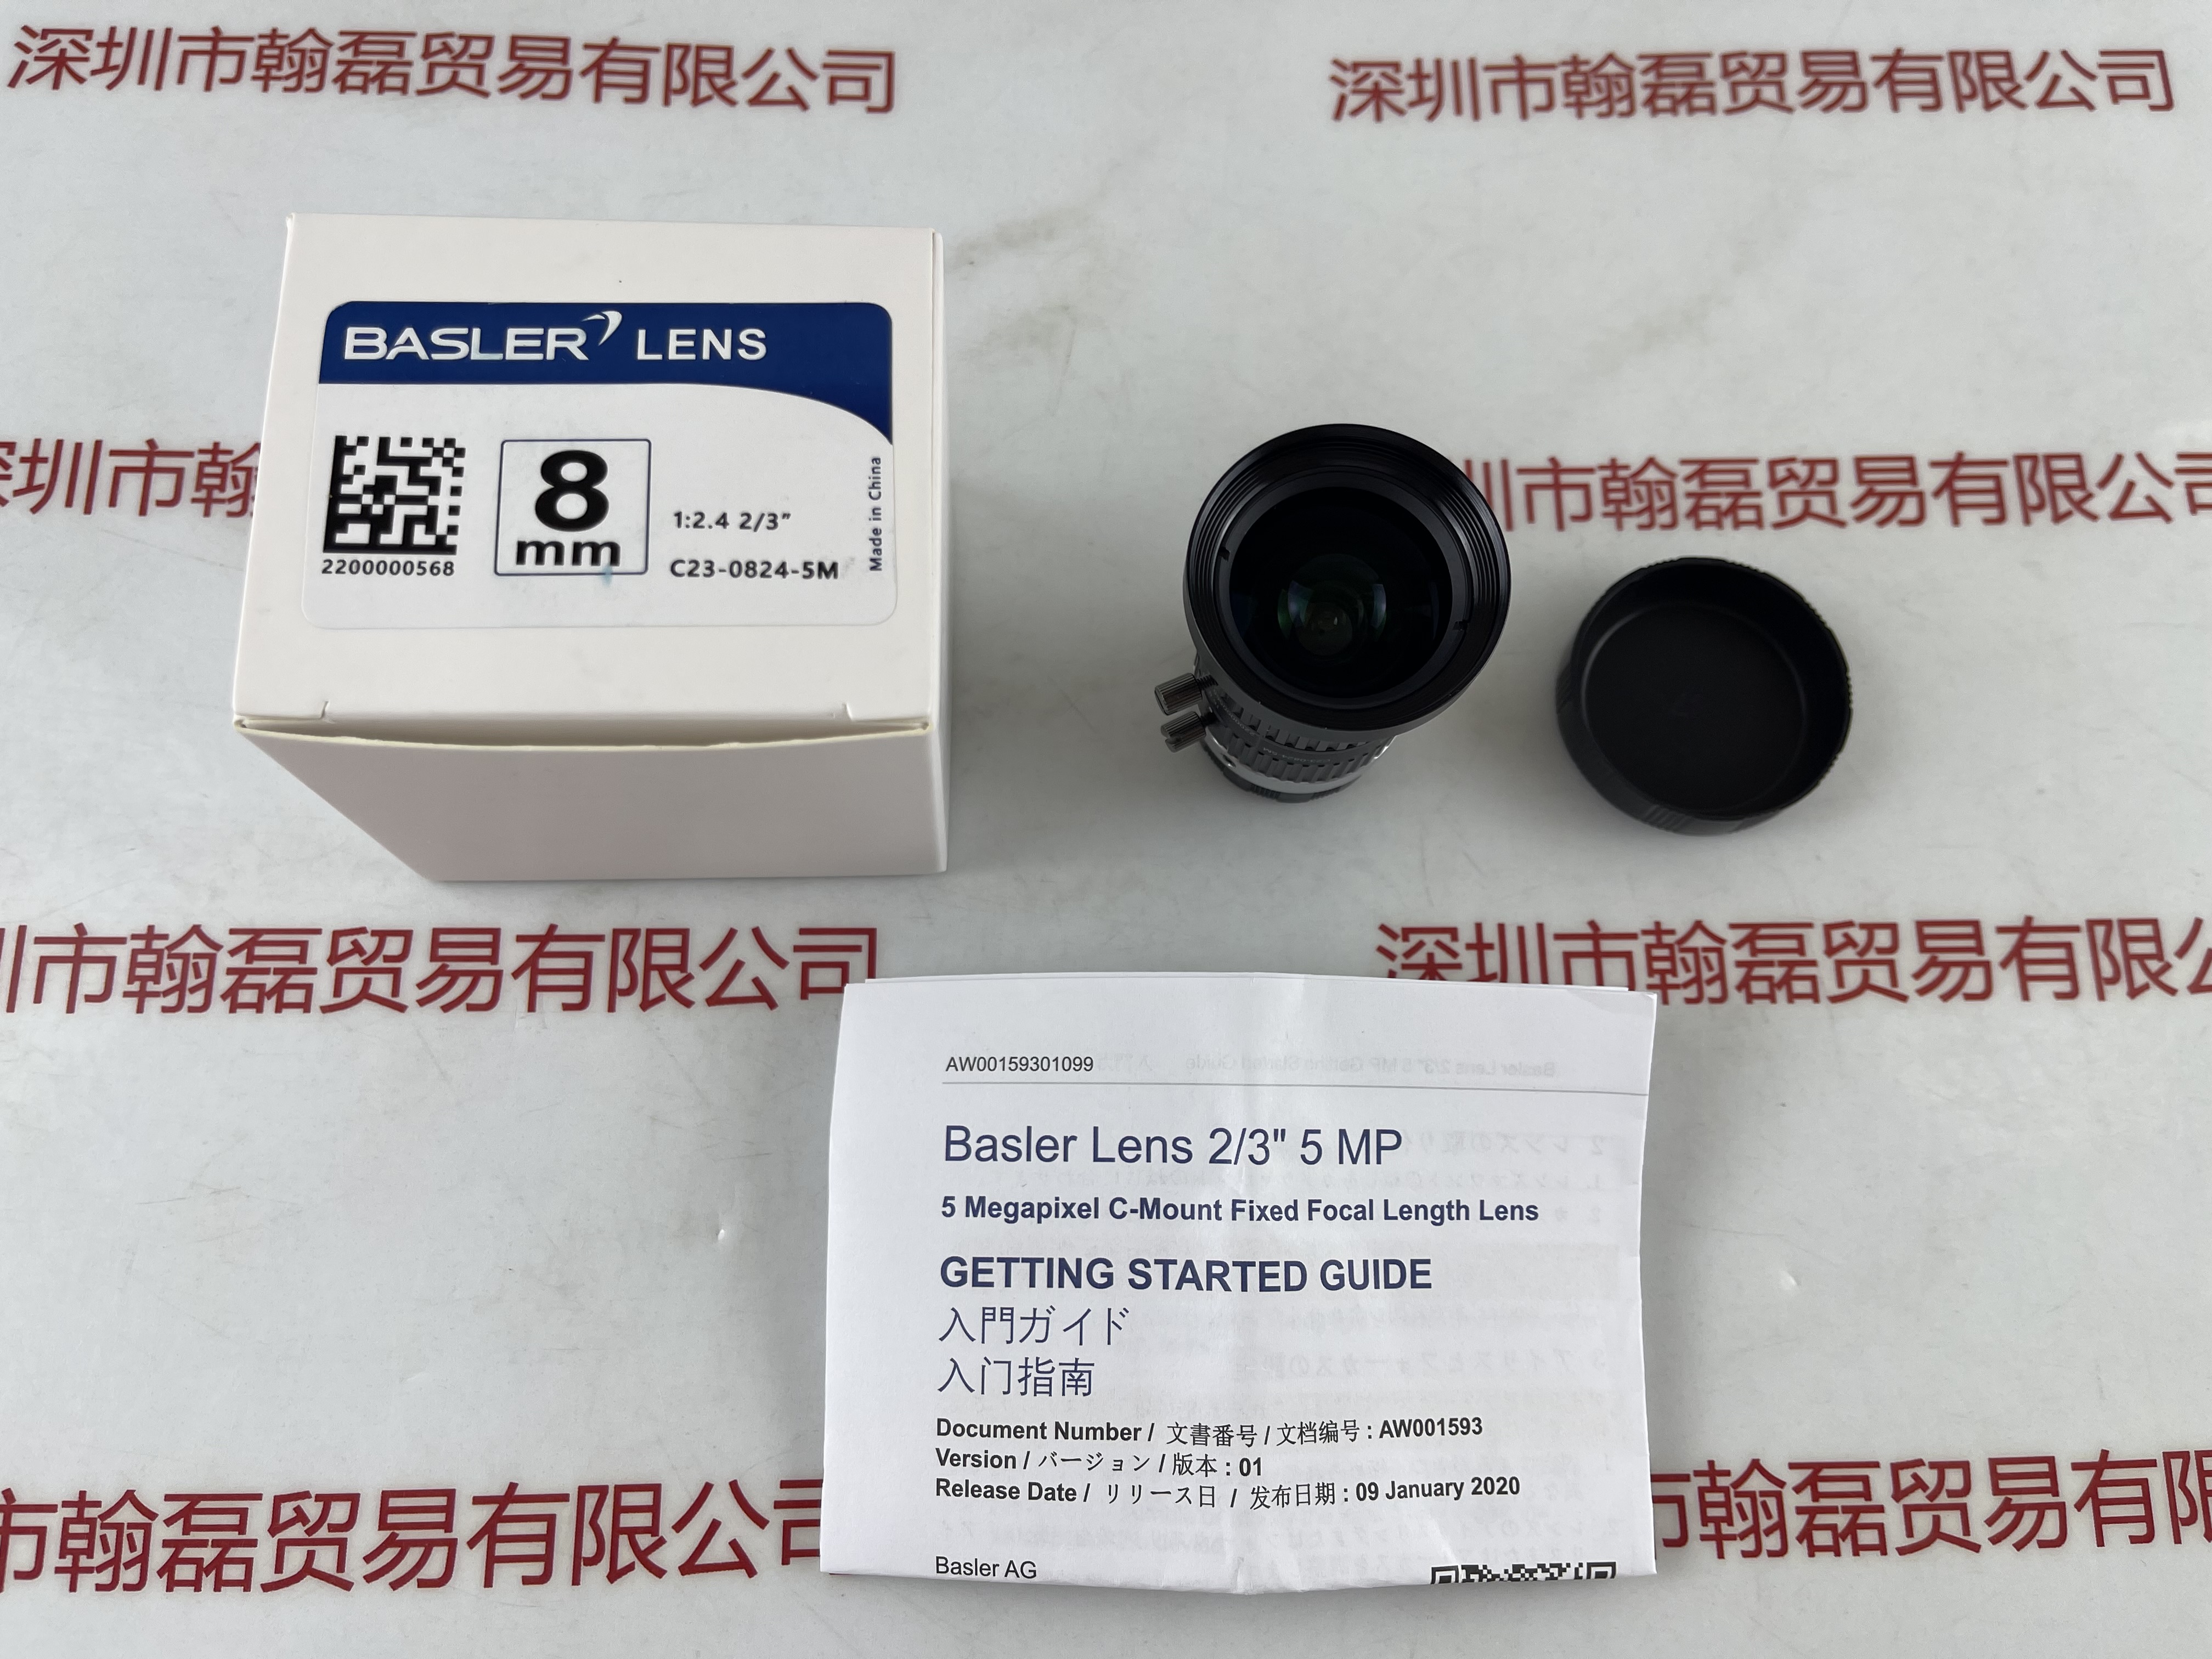 深圳市翰磊贸易有限公司
深圳市翰磊贸易有限公司
BASLER LENS
2200000568
8
mm
1:2.4 2/3"
C23-0824-5M
Made in China
圳市翰
圳市翰磊贸易有限公司
市翰磊贸易有限公司
深圳市翰磊贸易有限公
AW00159301099
Basler Lens 2/3" 5 MP
5 Megapixel C-Mount Fixed Focal Length Lens
GETTING STARTED GUIDE
入門ガイド
入门指南
Document Number / 文書番号 / 文档编号 : AW001593
Version / バージョン / 版本 : 01
Release Date / リリース日 / 发布日期 : 09 January 2020
Basler AG
市翰磊贸易有限公司
市翰磊贸易有限